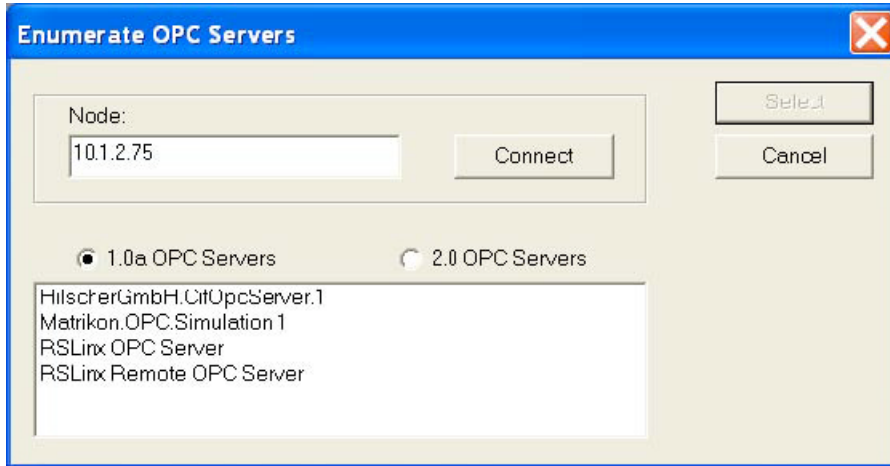 Enumerate OPC Servers
Node:
10.1.2.75
Connect
Select
Cancel
1.0a OPC Servers
2.0 OPC Servers
HilscherGmbH.CifOpcServer.1
Matrikon.OPC.Simulation.1
RSLinx OPC Server
RSLinx Remote OPC Server